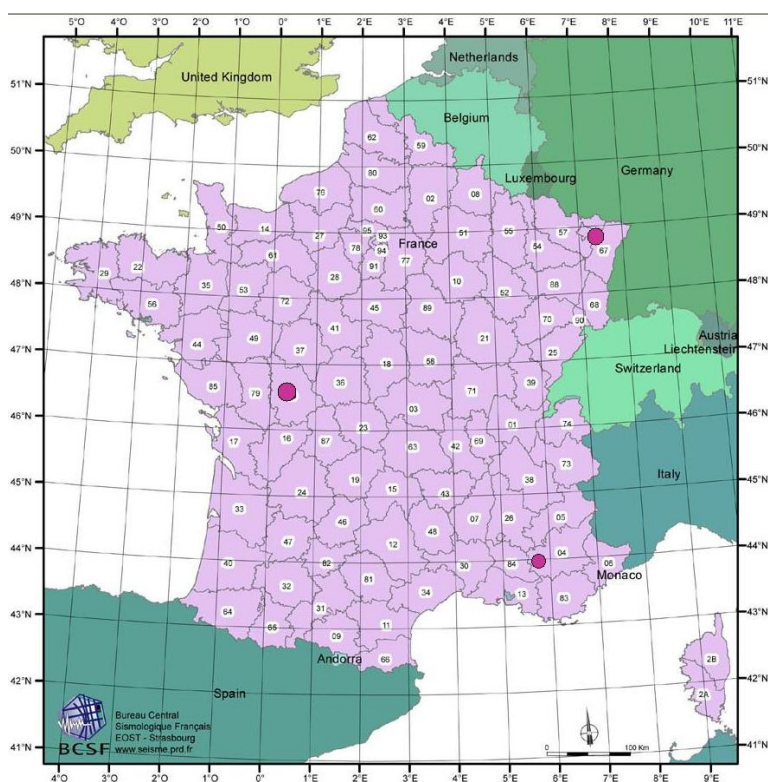 5°O 4°O 3°O 2°O 1°O 0° 1°E 2°E 3°E 4°E 5°E 6°E 7°E 8°E 9°E 10°E 11°E
Netherlands
United Kingdom
51°N 51°N
Belgium
62 59
50°N 50°N
80 Luxembourg Germany
76 02 08
60
49°N 49°N
50 14 27 95 93 France 51 55 57
61 78 94 77 54 67
91
29 22 28 10 88
48°N 48°N
35 53 52
56 72 45 89 68
41 70 90 Austria
44 49 21 Liechtenstein
47°N 37 25 47°N
18 58 Switzerland
85 79 36 71 39
46°N 03 46°N
23 01 74
17 16 87 63 42 69
73 Italy
45°N 19 38 45°N
24 15 43
33 07 26 05
46 48
44°N 47 12 04 44°N
40 82 30 84 06
81 Monaco
32 34 13 83
43°N 64 31 43°N
65 11
09
Andorra 66 2B
42°N Spain 42°N
2A
Bureau Central
Sismologique Français
EOST - Strasbourg
BCSF www.seisme.prd.fr
0 100 Km
41°N 41°N
4°O 3°O 2°O 1°O 0° 1°E 2°E 3°E 4°E 5°E 6°E 7°E 8°E 9°E 10°E